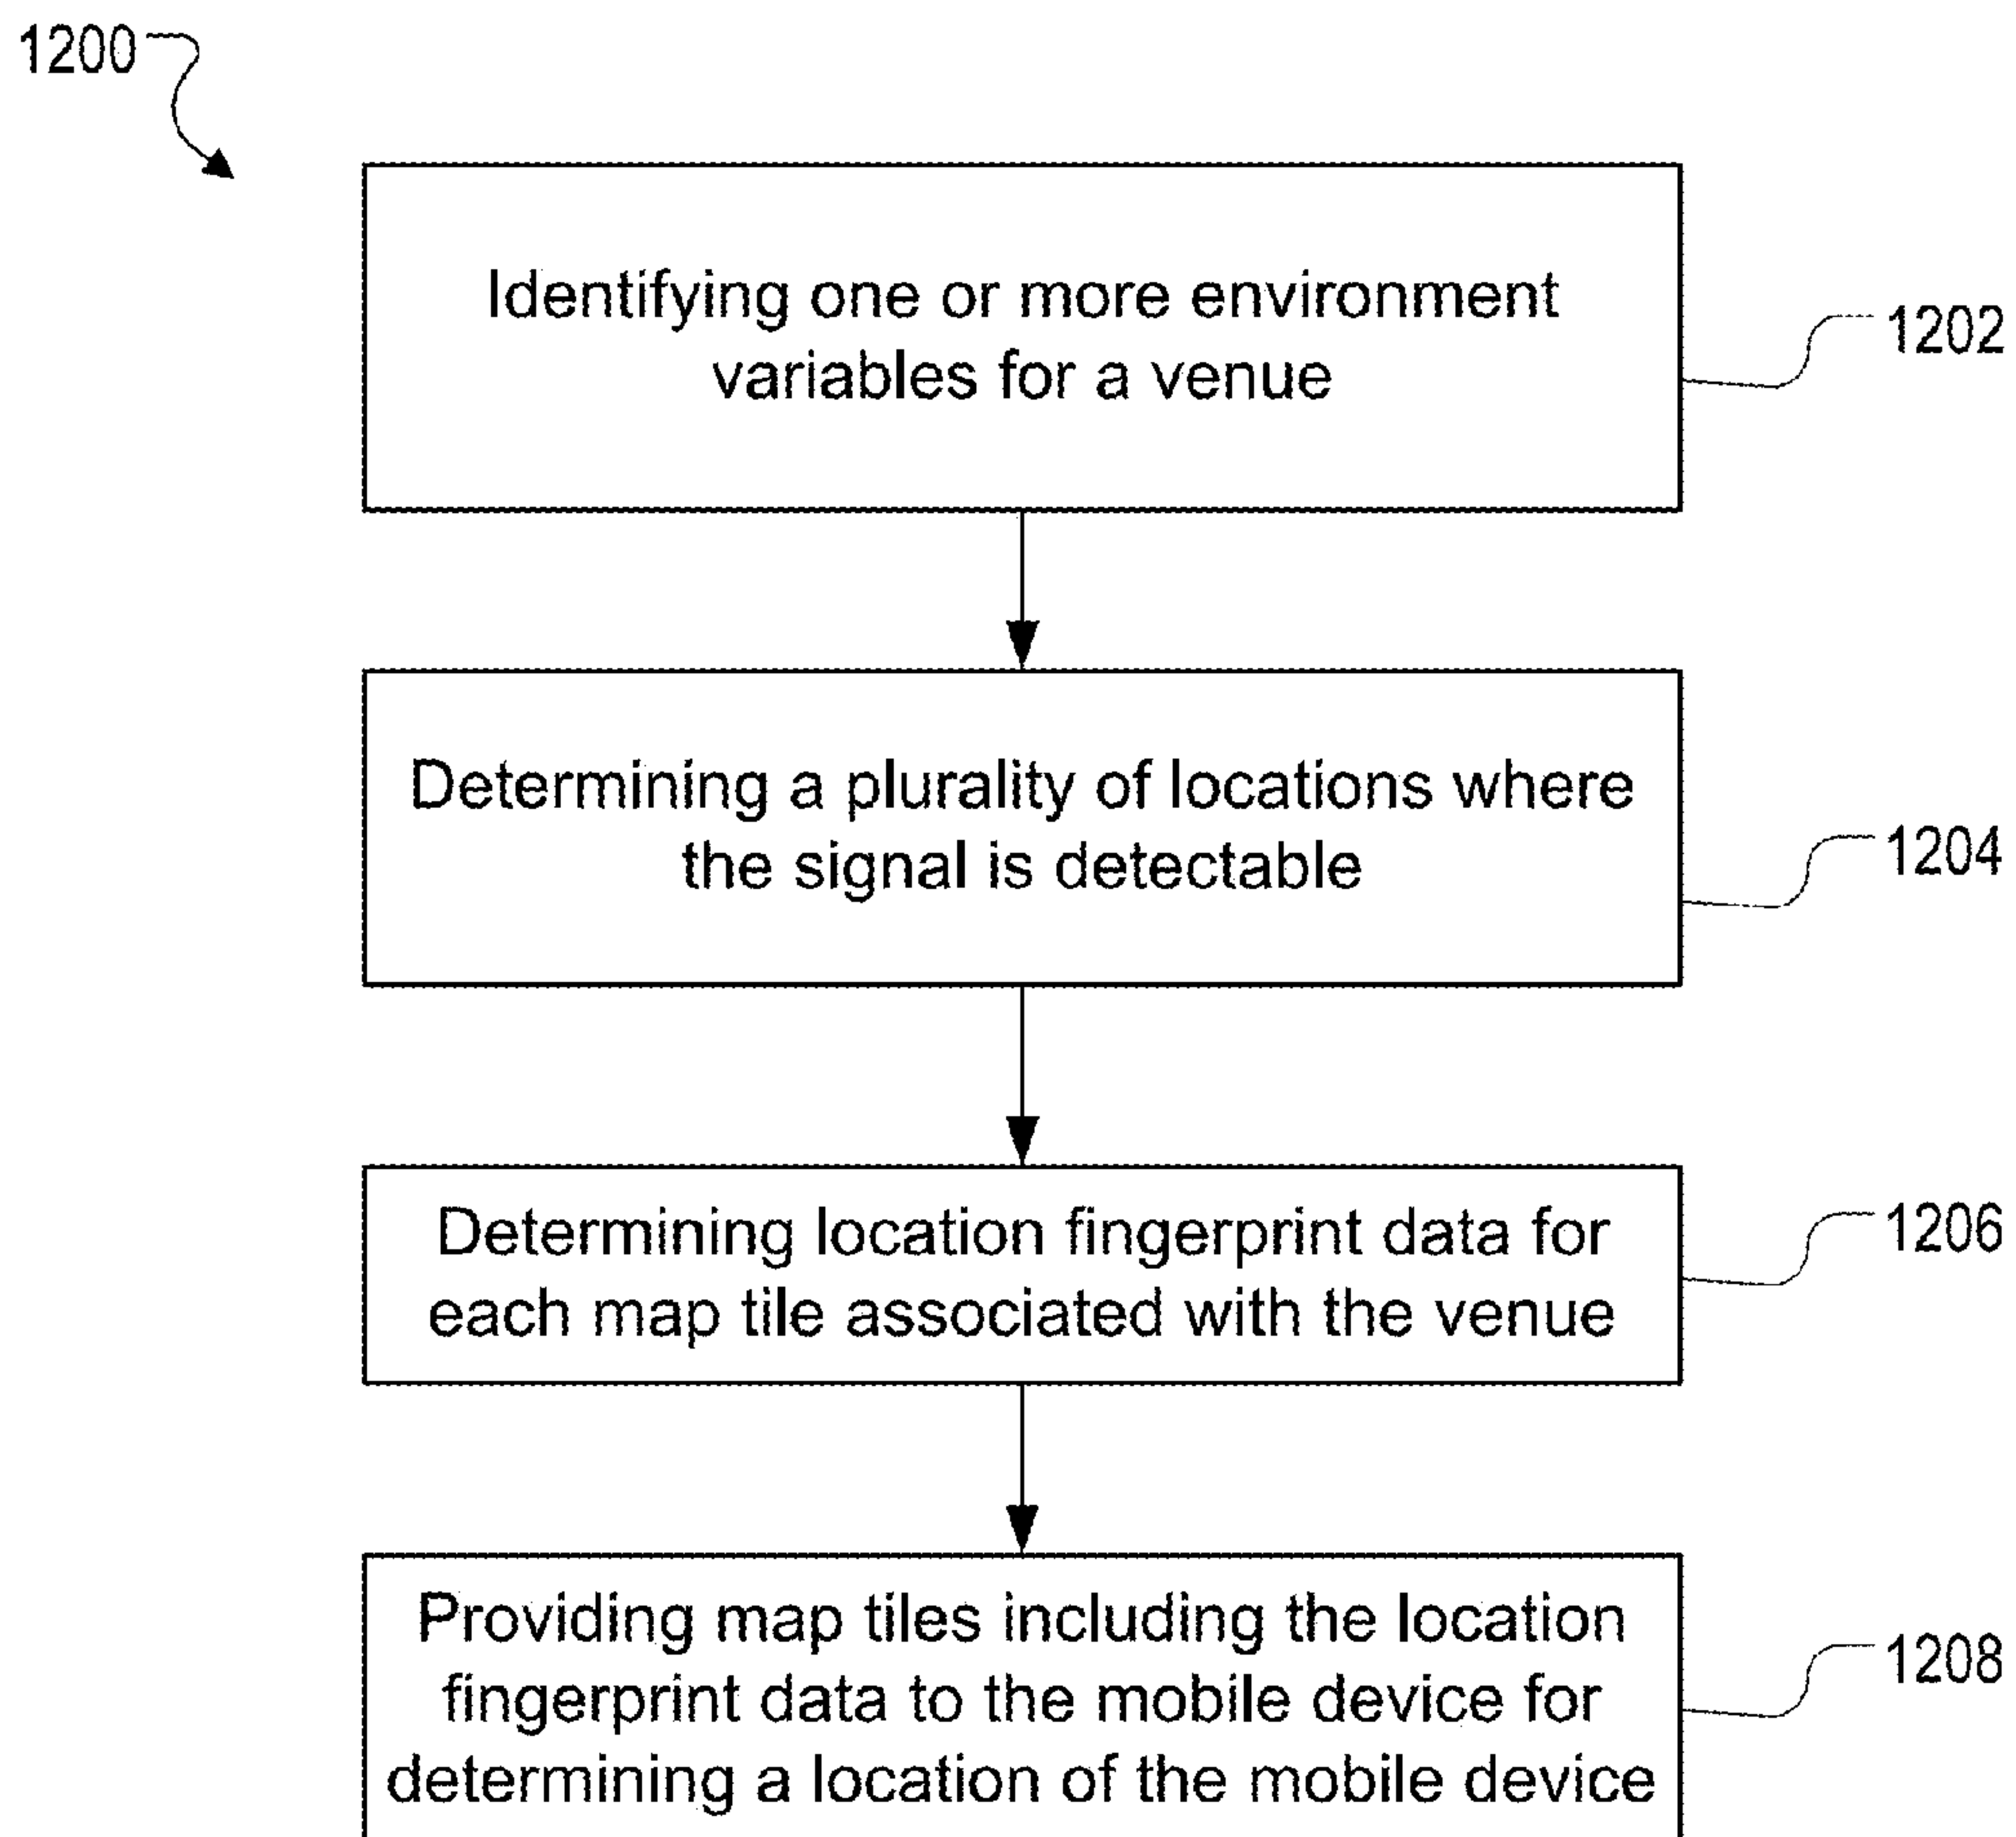 1200
Identifying one or more environment
variables for a venue
1202
Determining a plurality of locations where
the signal is detectable
1204
Determining location fingerprint data for
each map tile associated with the venue
1206
Providing map tiles including the location
fingerprint data to the mobile device for
determining a location of the mobile device
1208